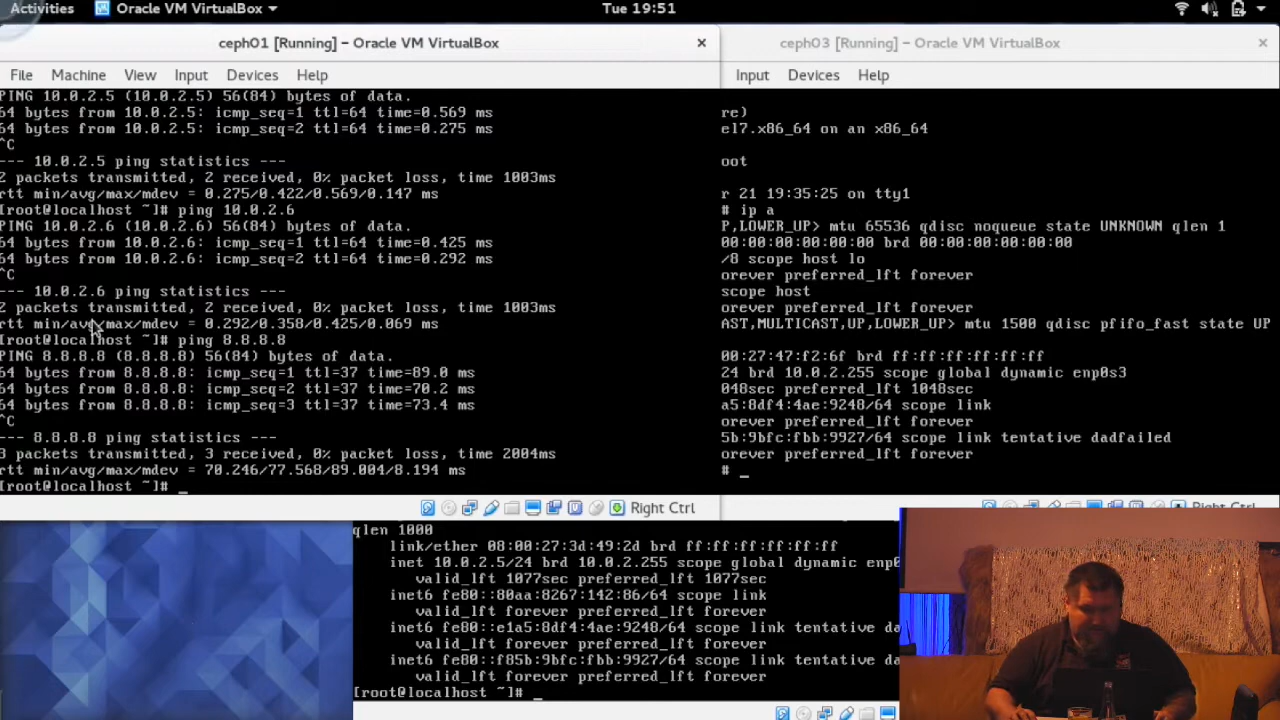 Activities Oracle VM VirtualBox Tue 19:51
ceph01 [Running] – Oracle VM VirtualBox
File Machine View Input Devices Help
PING 10.0.2.5 (10.0.2.5) 56(84) bytes of data.
64 bytes from 10.0.2.5: icmp_seq=1 ttl=64 time=0.569 ms
64 bytes from 10.0.2.5: icmp_seq=2 ttl=64 time=0.275 ms
^C
--- 10.0.2.5 ping statistics ---
2 packets transmitted, 2 received, 0% packet loss, time 1003ms
rtt min/avg/max/mdev = 0.275/0.422/0.569/0.147 ms
[root@localhost ~]# ping 10.0.2.6
PING 10.0.2.6 (10.0.2.6) 56(84) bytes of data.
64 bytes from 10.0.2.6: icmp_seq=1 ttl=64 time=0.425 ms
64 bytes from 10.0.2.6: icmp_seq=2 ttl=64 time=0.292 ms
^C
--- 10.0.2.6 ping statistics ---
2 packets transmitted, 2 received, 0% packet loss, time 1003ms
rtt min/avg/max/mdev = 0.292/0.358/0.425/0.069 ms
[root@localhost ~]# ping 8.8.8.8
PING 8.8.8.8 (8.8.8.8) 56(84) bytes of data.
64 bytes from 8.8.8.8: icmp_seq=1 ttl=37 time=89.0 ms
64 bytes from 8.8.8.8: icmp_seq=2 ttl=37 time=70.2 ms
64 bytes from 8.8.8.8: icmp_seq=3 ttl=37 time=73.4 ms
^C
--- 8.8.8.8 ping statistics ---
3 packets transmitted, 3 received, 0% packet loss, time 2004ms
rtt min/avg/max/mdev = 70.246/77.568/89.004/8.194 ms
[root@localhost ~]# _
Right Ctrl
ceph03 [Running] – Oracle VM VirtualBox
Input Devices Help
re)
el7.x86_64 on an x86_64
oot
r 21 19:35:25 on tty1
# ip a
P,LOWER_UP> mtu 65536 qdisc noqueue state UNKNOWN qlen 1
00:00:00:00:00:00 brd 00:00:00:00:00:00
/8 scope host lo
orever preferred_lft forever
scope host
orever preferred_lft forever
AST,MULTICAST,UP,LOWER_UP> mtu 1500 qdisc pfifo_fast state UP
00:27:47:f2:6f brd ff:ff:ff:ff:ff:ff
24 brd 10.0.2.255 scope global dynamic enp0s3
048sec preferred_lft 1048sec
a5:8df4:4ae:9248/64 scope link
orever preferred_lft forever
5b:9bfc:fbb:9927/64 scope link tentative dadfailed
orever preferred_lft forever
# _
Right Ctrl
qlen 1000
link/ether 08:00:27:3d:49:2d brd ff:ff:ff:ff:ff:ff
inet 10.0.2.5/24 brd 10.0.2.255 scope global dynamic enp0
valid_lft 1077sec preferred_lft 1077sec
inet6 fe80::80aa:8267:142:86/64 scope link
valid_lft forever preferred_lft forever
inet6 fe80::e1a5:8df4:4ae:9248/64 scope link tentative da
valid_lft forever preferred_lft forever
inet6 fe80::f85b:9bfc:fbb:9927/64 scope link tentative da
valid_lft forever preferred_lft forever
[root@localhost ~]# _